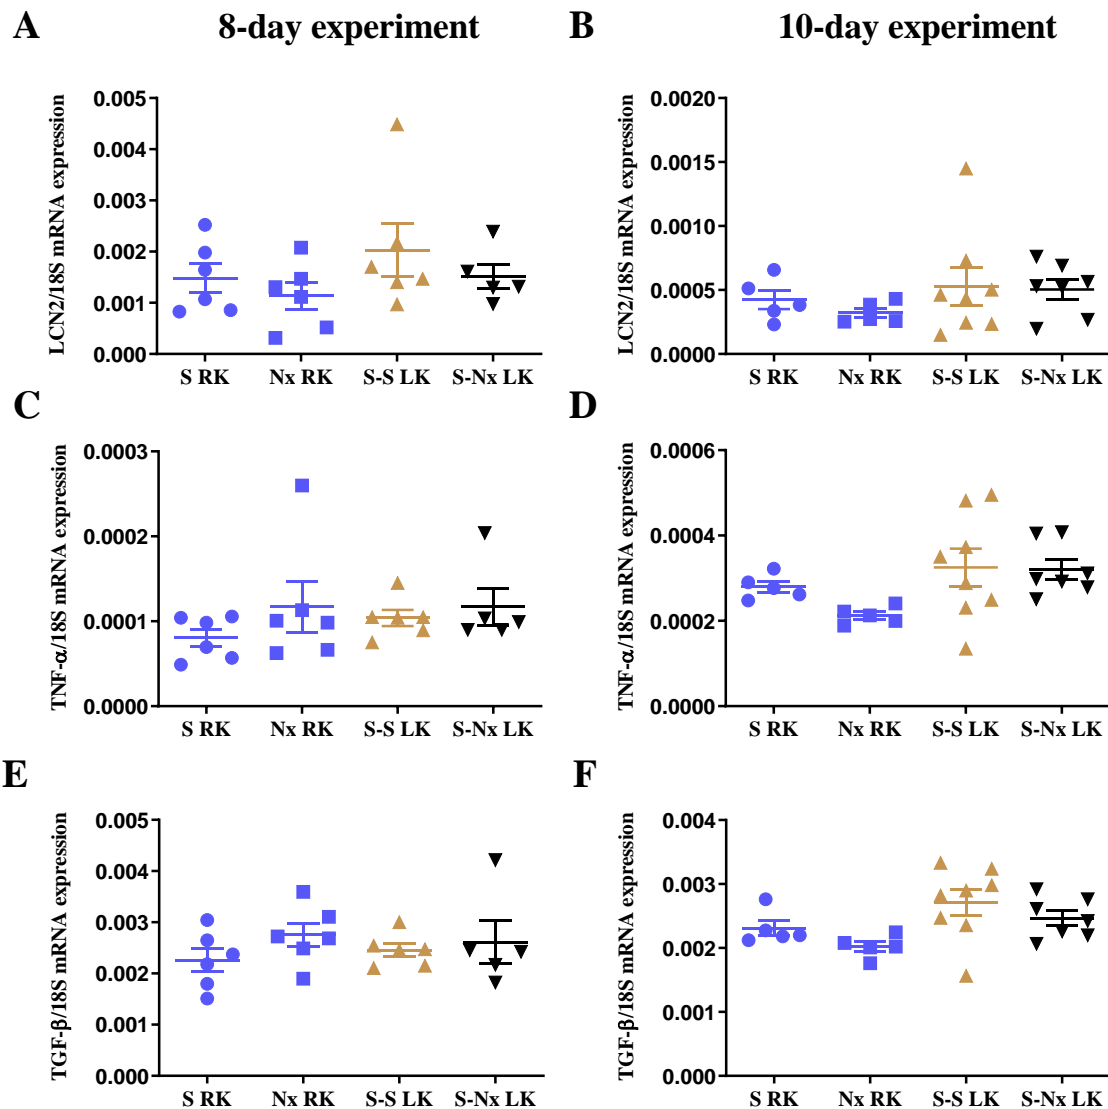 A 8-day experiment
B 10-day experiment
LCN2/18S mRNA expression
0.005
0.004
0.003
0.002
0.001
0.000
S RK Nx RK S-S LK S-Nx LK
LCN2/18S mRNA expression
0.0020
0.0015
0.0010
0.0005
0.0000
S RK Nx RK S-S LK S-Nx LK
C
TNF-α/18S mRNA expression
0.0003
0.0002
0.0001
0.0000
S RK Nx RK S-S LK S-Nx LK
D
TNF-α/18S mRNA expression
0.0006
0.0004
0.0002
0.0000
S RK Nx RK S-S LK S-Nx LK
E
TGF-β/18S mRNA expression
0.005
0.004
0.003
0.002
0.001
0.000
S RK Nx RK S-S LK S-Nx LK
F
TGF-β/18S mRNA expression
0.004
0.003
0.002
0.001
0.000
S RK Nx RK S-S LK S-Nx LK